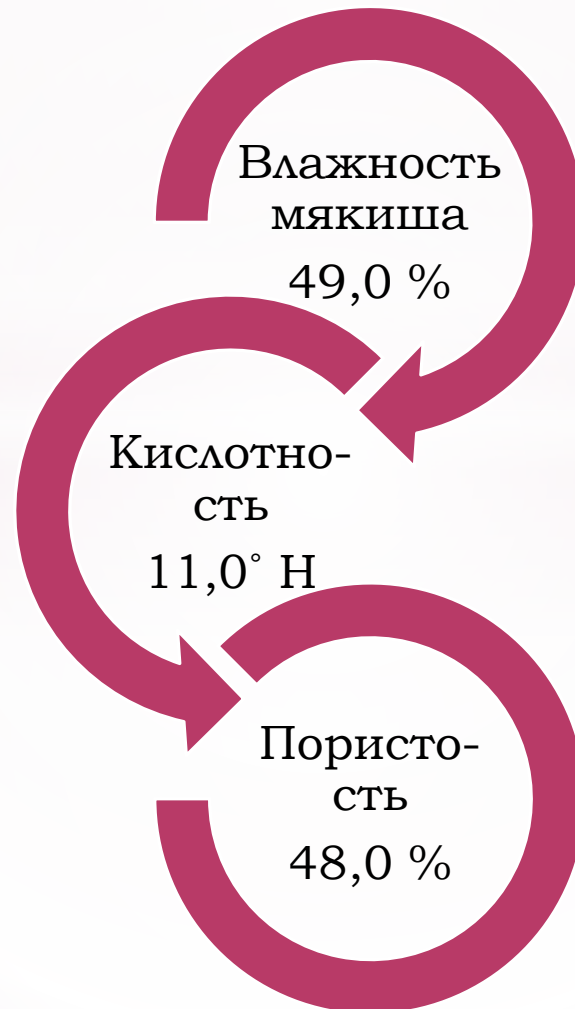 Влажность
мякиша
49,0 %
Кислотно-
сть
11,0˚ Н
Пористо-
сть
48,0 %